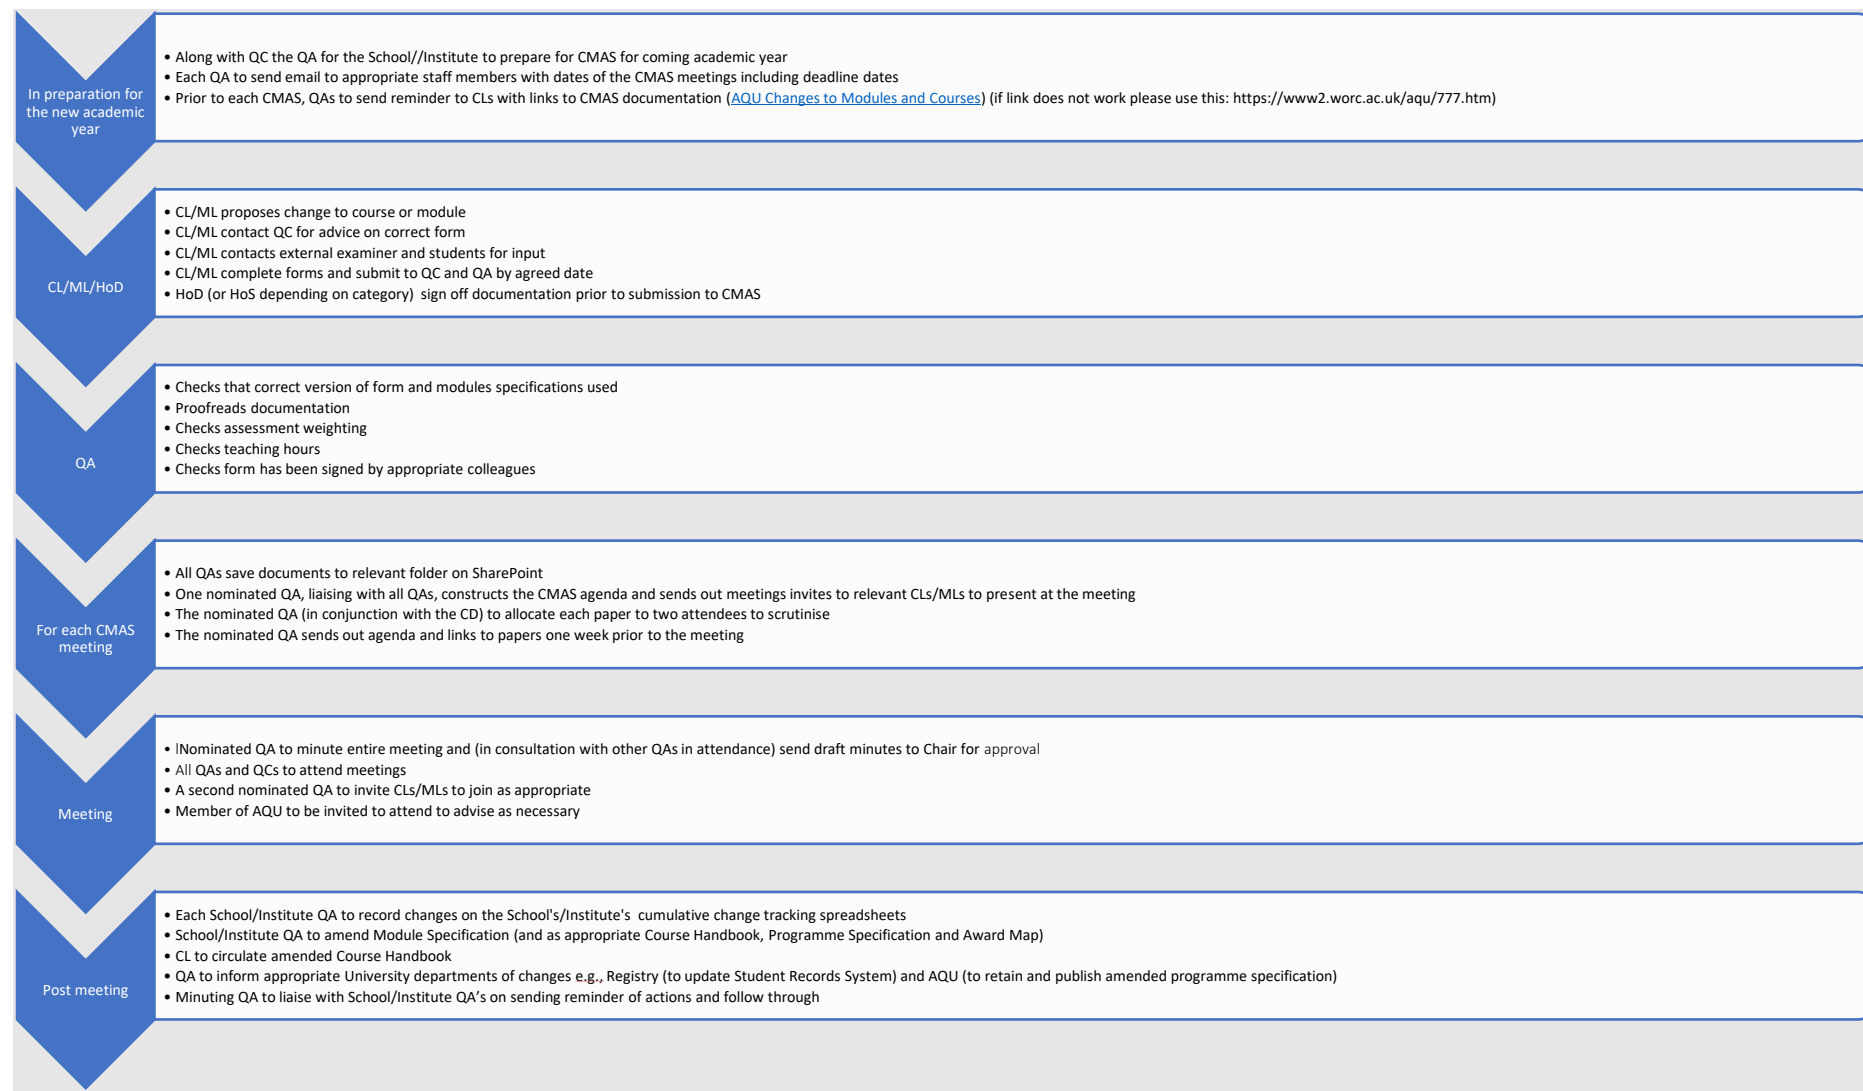 In preparation for
the new academic
year
• Along with QC the QA for the School//Institute to prepare for CMAS for coming academic year
• Each QA to send email to appropriate staff members with dates of the CMAS meetings including deadline dates
• Prior to each CMAS, QAs to send reminder to CLs with links to CMAS documentation (AQU Changes to Modules and Courses) (if link does not work please use this: https://www2.worc.ac.uk/aqu/777.htm)
CL/ML/HoD
• CL/ML proposes change to course or module
• CL/ML contact QC for advice on correct form
• CL/ML contacts external examiner and students for input
• CL/ML complete forms and submit to QC and QA by agreed date
• HoD (or HoS depending on category)  sign off documentation prior to submission to CMAS
QA
• Checks that correct version of form and modules specifications used
• Proofreads documentation
• Checks assessment weighting
• Checks teaching hours
• Checks form has been signed by appropriate colleagues
For each CMAS
meeting
• All QAs save documents to relevant folder on SharePoint
• One nominated QA, liaising with all QAs, constructs the CMAS agenda and sends out meetings invites to relevant CLs/MLs to present at the meeting
• The nominated QA (in conjunction with the CD) to allocate each paper to two attendees to scrutinise
• The nominated QA sends out agenda and links to papers one week prior to the meeting
Meeting
• lNominated QA to minute entire meeting and (in consultation with other QAs in attendance) send draft minutes to Chair for approval
• All QAs and QCs to attend meetings
• A second nominated QA to invite CLs/MLs to join as appropriate
• Member of AQU to be invited to attend to advise as necessary
Post meeting
• Each School/Institute QA to record changes on the School's/Institute's  cumulative change tracking spreadsheets
• School/Institute QA to amend Module Specification (and as appropriate Course Handbook, Programme Specification and Award Map)
• CL to circulate amended Course Handbook
• QA to inform appropriate University departments of changes e.g., Registry (to update Student Records System) and AQU (to retain and publish amended programme specification)
• Minuting QA to liaise with School/Institute QA’s on sending reminder of actions and follow through